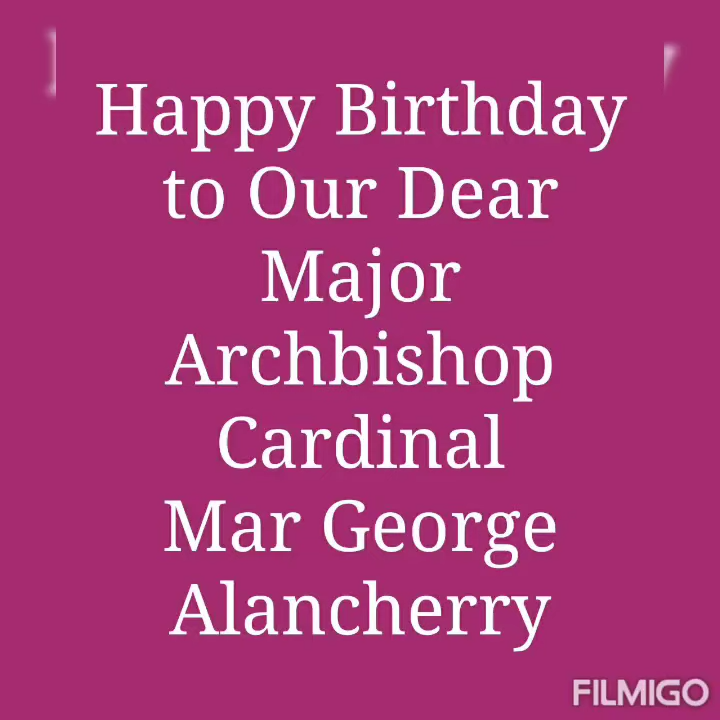 Happy Birthday
to Our Dear
Major
Archbishop
Cardinal
Mar George
Alancherry
FILMIGO